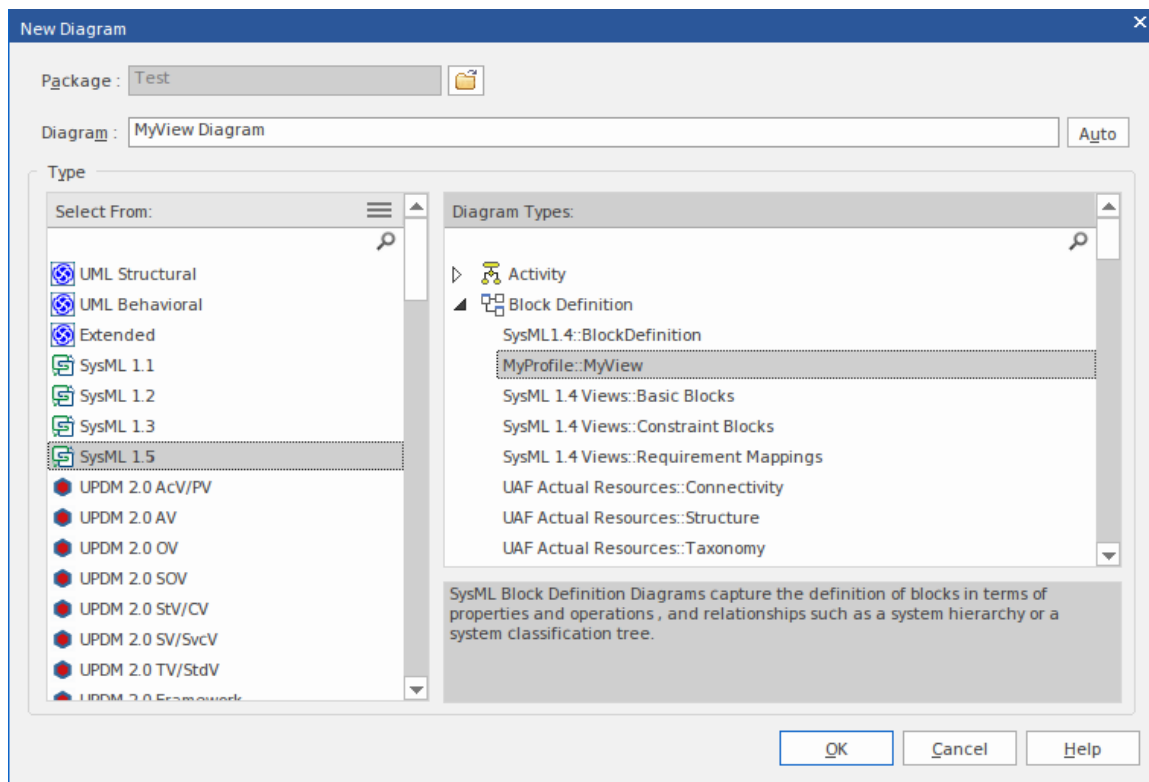 New Diagram
Package : Test
Diagram : MyView Diagram Auto
Type
Select From:
UML Structural
UML Behavioral
Extended
SysML 1.1
SysML 1.2
SysML 1.3
SysML 1.5
UPDM 2.0 AcV/PV
UPDM 2.0 AV
UPDM 2.0 OV
UPDM 2.0 SOV
UPDM 2.0 StV/CV
UPDM 2.0 SV/SvcV
UPDM 2.0 TV/StdV
UPDM 2.0 Framework
Diagram Types:
Activity
Block Definition
SysML1.4::BlockDefinition
MyProfile::MyView
SysML 1.4 Views::Basic Blocks
SysML 1.4 Views::Constraint Blocks
SysML 1.4 Views::Requirement Mappings
UAF Actual Resources::Connectivity
UAF Actual Resources::Structure
UAF Actual Resources::Taxonomy
SysML Block Definition Diagrams capture the definition of blocks in terms of
properties and operations , and relationships such as a system hierarchy or a
system classification tree.
OK Cancel Help